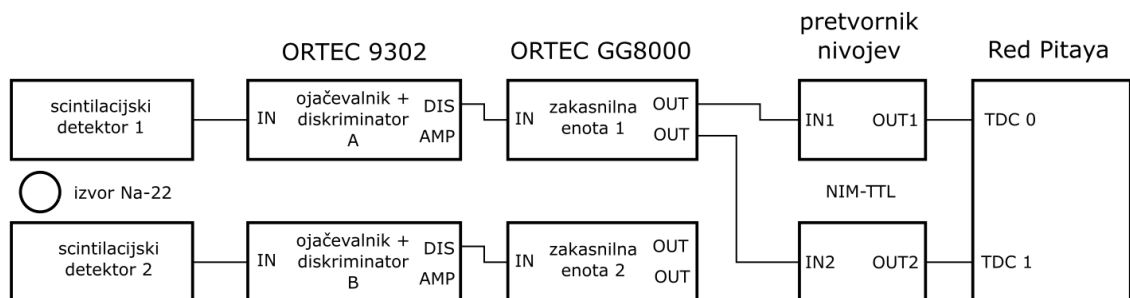 pretvornik
nivojev
ORTEC 9302
ORTEC GG8000
Red Pitaya
scintilacijski
detektor 1
IN
ojačevalnik +
diskriminator
A
DIS
AMP
IN
zakasnilna
enota 1
OUT
OUT
IN1
OUT1
TDC 0
izvor Na-22
NIM-TTL
scintilacijski
detektor 2
IN
ojačevalnik +
diskriminator
B
DIS
AMP
IN
zakasnilna
enota 2
OUT
OUT
IN2
OUT2
TDC 1